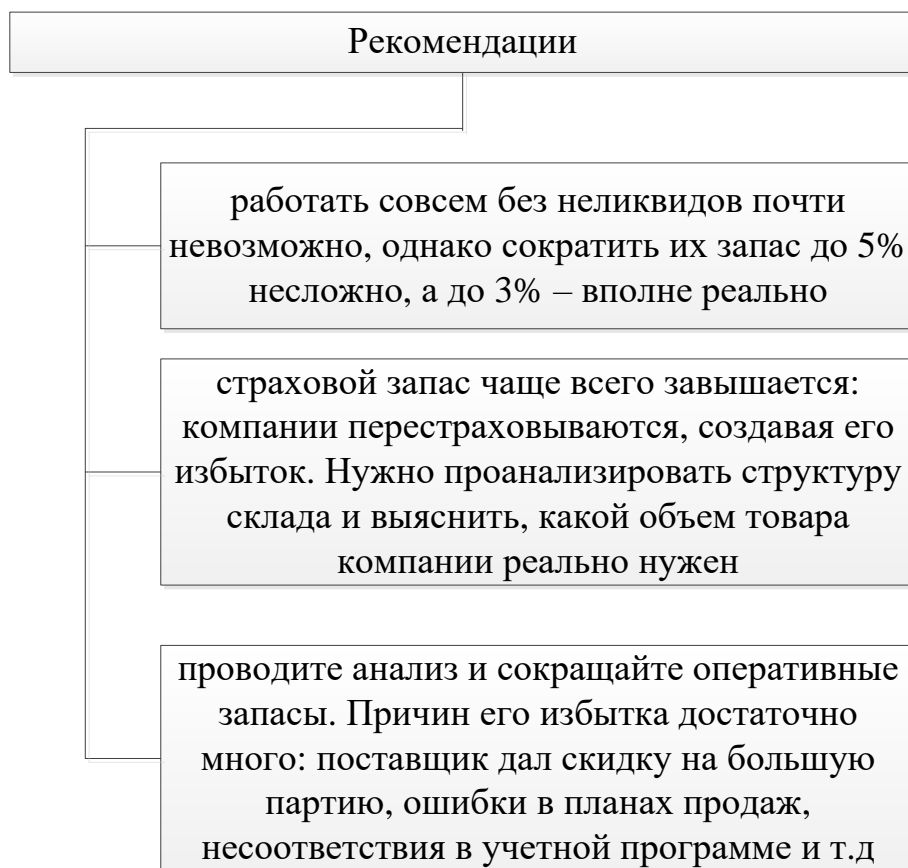 Рекомендации
работать совсем без неликвидов почти
невозможно, однако сократить их запас до 5%
несложно, а до 3% – вполне реально
страховой запас чаще всего завышается:
компании перестраховываются, создавая его
избыток. Нужно проанализировать структуру
склада и выяснить, какой объем товара
компании реально нужен
проводите анализ и сокращайте оперативные
запасы. Причин его избытка достаточно
много: поставщик дал скидку на большую
партию, ошибки в планах продаж,
несоответствия в учетной программе и т.д